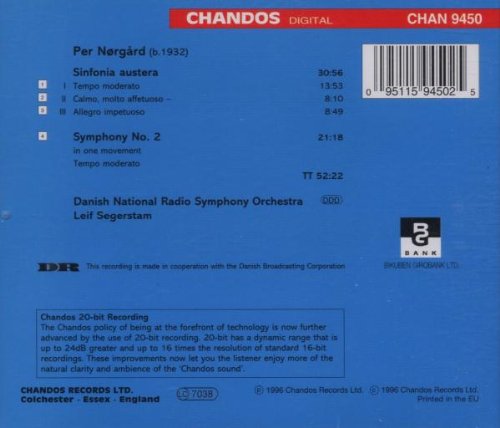 CHANDOS DIGITAL CHAN 9450
Per Nørgård (b.1932)
Sinfonia austera 30:56
1 I Tempo moderato 13:53
2 II Calmo, molto affetuoso – 8:10
3 III Allegro impetuoso 8:49
4 Symphony No. 2 21:18
in one movement
Tempo moderato
TT 52:22
Danish National Radio Symphony Orchestra DDD
Leif Segerstam
0 95115 94502 5
BG
BANK
BIKUBEN GIROBANK LTD.
DR This recording is made in cooperation with the Danish Broadcasting Corporation
Chandos 20-bit Recording
The Chandos policy of being at the forefront of technology is now further
advanced by the use of 20-bit recording. 20-bit has a dynamic range that is
up to 24dB greater and up to 16 times the resolution of standard 16-bit
recordings. These improvements now let you the listener enjoy more of the
natural clarity and ambience of the 'Chandos sound'.
CHANDOS RECORDS LTD.
Colchester · Essex · England
LC 7038
℗ 1996 Chandos Records Ltd. © 1996 Chandos Records Ltd.
Printed in the EU